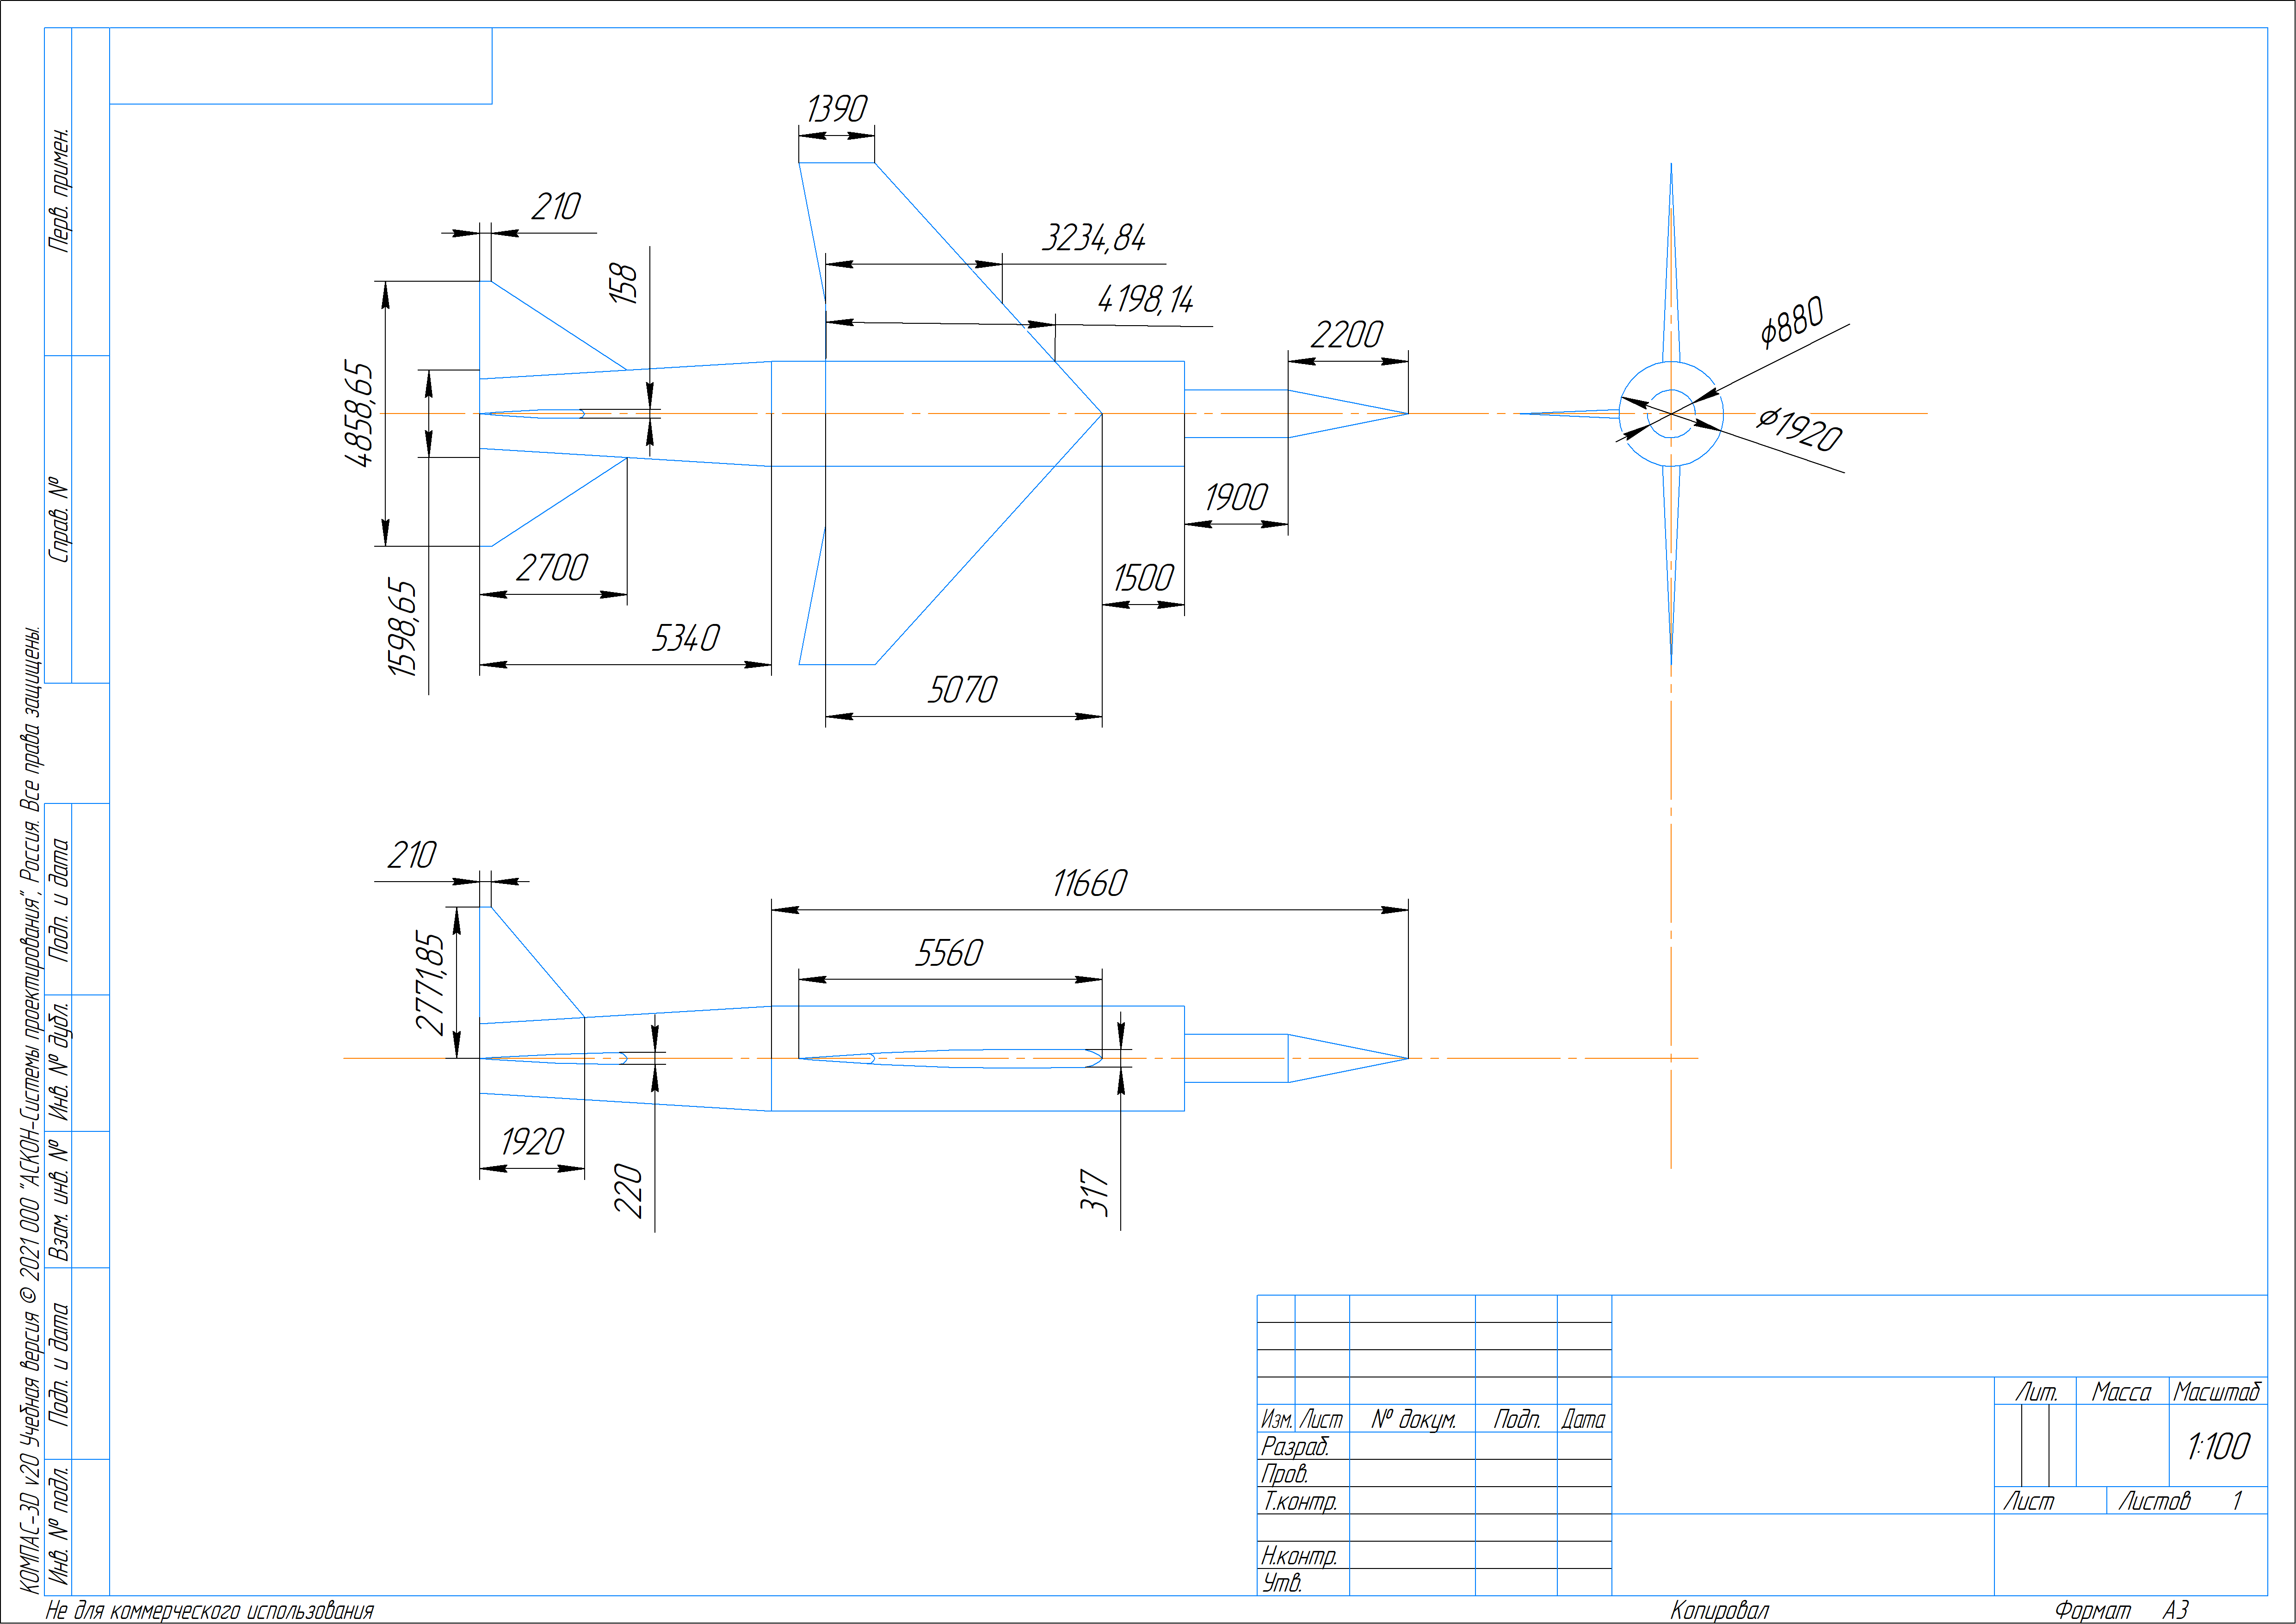 1390
210
158
3234,84
4198,14
2200
ϕ880
⌀1920
4858,65
1598,65
2700
5340
1900
1500
5070
210
2771,85
11660
5560
1920
220
317
Перв. примен.
Справ. №
Подп. и дата
Инв. № дубл.
Взам. инв. №
Подп. и дата
Инв. № подл.
КОМПАС-3D v20 Учебная версия © 2021 ООО "АСКОН-Системы проектирования", Россия. Все права защищены.
Изм. Лист № докум. Подп. Дата
Разраб.
Пров.
Т.контр.
Н.контр.
Утв.
Лит. Масса Масштаб
1:100
Лист Листов 1
Не для коммерческого использования
Копировал
Формат А3